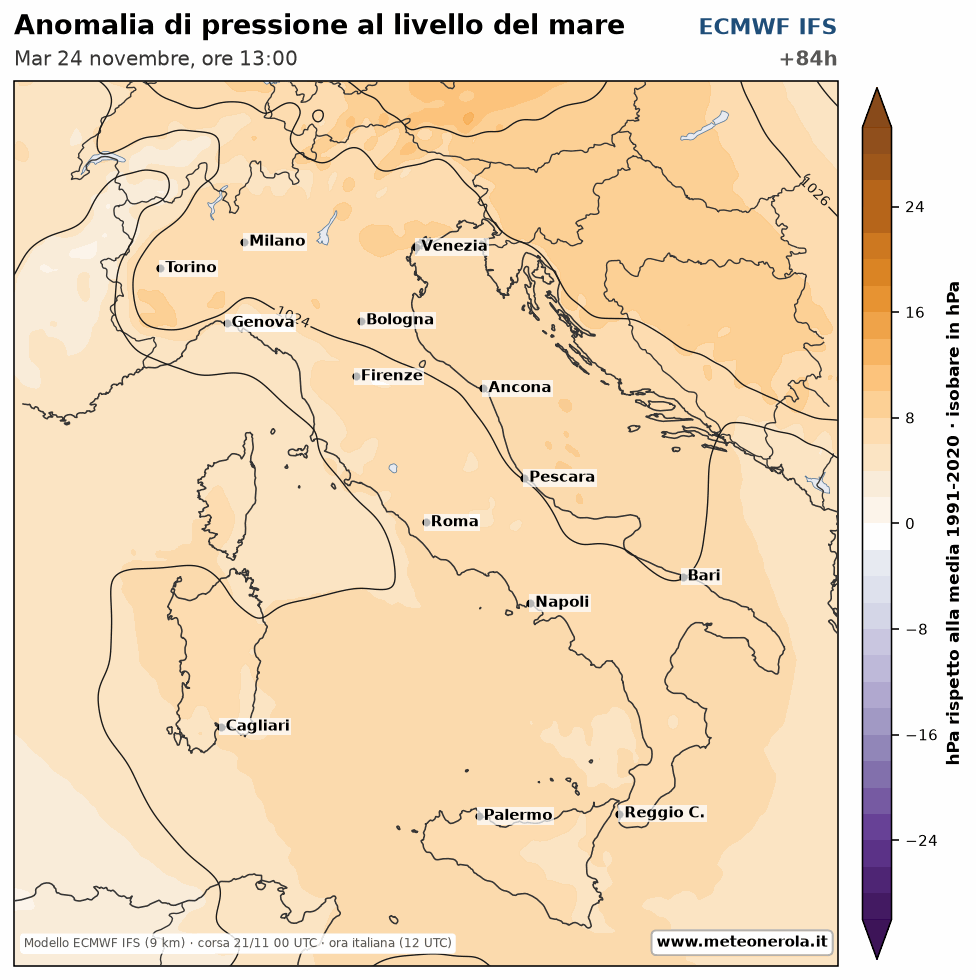 Anomalia di pressione al livello del mare
ECMWF IFS
Mar 24 novembre, ore 13:00
+84h
1026
24
Milano
Venezia
Torino
16
1024
Genova
Bologna
Firenze
Ancona
8
Pescara
Roma
0
Bari
Napoli
−8
Cagliari
−16
Palermo
Reggio C.
−24
hPa rispetto alla media 1991-2020 · isobare in hPa
Modello ECMWF IFS (9 km) · corsa 21/11 00 UTC · ora italiana (12 UTC)
www.meteonerola.it